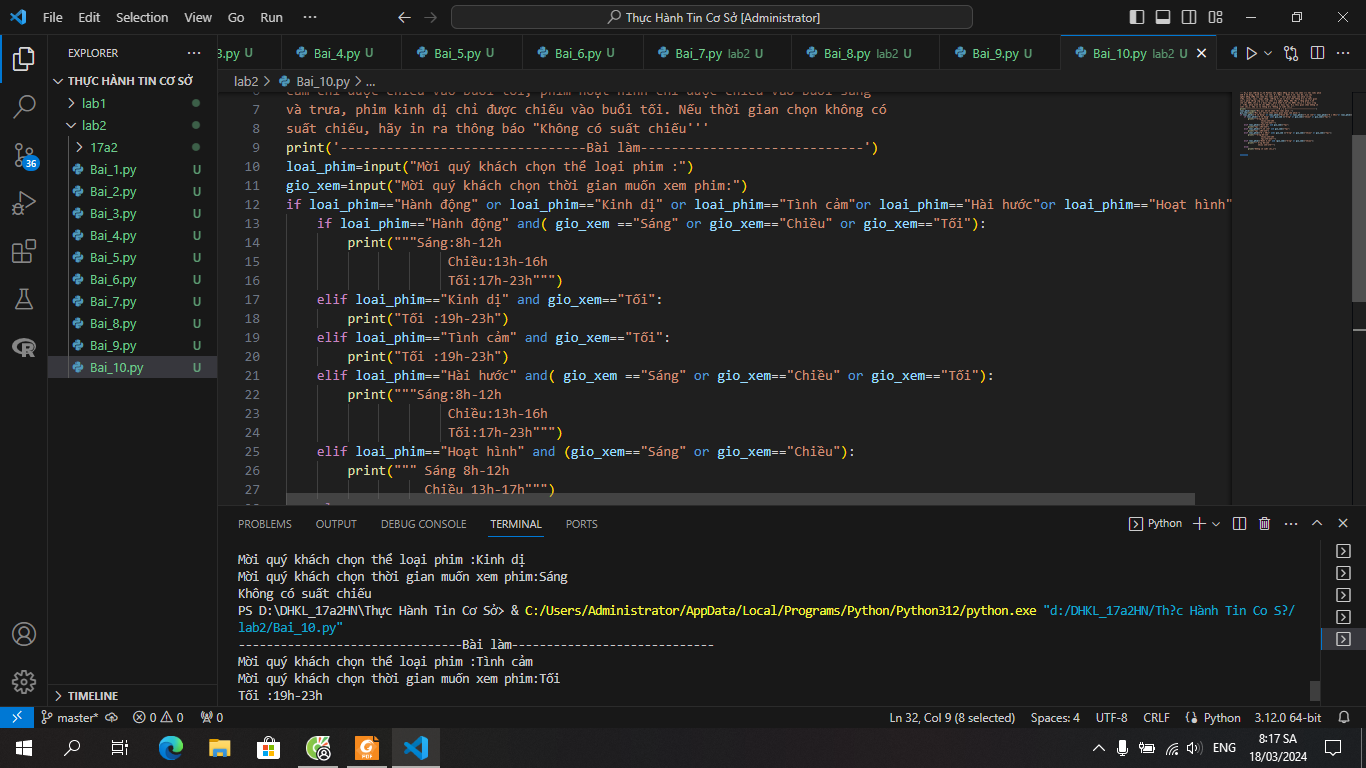 File Edit Selection View Go Run ··· Thực Hành Tin Cơ Sở [Administrator]
EXPLORER ···
3.py U Bai_4.py U Bai_5.py U Bai_6.py U Bai_7.py lab2 U Bai_8.py lab2 U Bai_9.py U Bai_10.py lab2 U
THỰC HÀNH TIN CƠ SỞ
lab1
lab2
17a2
Bai_1.py U
Bai_2.py U
Bai_3.py U
Bai_4.py U
Bai_5.py U
Bai_6.py U
Bai_7.py U
Bai_8.py U
Bai_9.py U
Bai_10.py U
36
TIMELINE
lab2 > Bai_10.py > ...
7 và trưa, phim kinh dị chỉ được chiếu vào buổi tối. Nếu thời gian chọn không có
8 suất chiếu, hãy in ra thông báo "Không có suất chiếu'''
9 print('--------------------------------Bài làm-----------------------------')
10 loai_phim=input("Mời quý khách chọn thể loại phim :")
11 gio_xem=input("Mời quý khách chọn thời gian muốn xem phim:")
12 if loai_phim=="Hành động" or loai_phim=="Kinh dị" or loai_phim=="Tình cảm"or loai_phim=="Hài hước"or loai_phim=="Hoạt hình"
13 if loai_phim=="Hành động" and( gio_xem =="Sáng" or gio_xem=="Chiều" or gio_xem=="Tối"):
14 print("""Sáng:8h-12h
15 Chiều:13h-16h
16 Tối:17h-23h""")
17 elif loai_phim=="Kinh dị" and gio_xem=="Tối":
18 print("Tối :19h-23h")
19 elif loai_phim=="Tình cảm" and gio_xem=="Tối":
20 print("Tối :19h-23h")
21 elif loai_phim=="Hài hước" and( gio_xem =="Sáng" or gio_xem=="Chiều" or gio_xem=="Tối"):
22 print("""Sáng:8h-12h
23 Chiều:13h-16h
24 Tối:17h-23h""")
25 elif loai_phim=="Hoạt hình" and (gio_xem=="Sáng" or gio_xem=="Chiều"):
26 print(""" Sáng 8h-12h
27 Chiều 13h-17h""")
PROBLEMS OUTPUT DEBUG CONSOLE TERMINAL PORTS Python
Mời quý khách chọn thể loại phim :Kinh dị
Mời quý khách chọn thời gian muốn xem phim:Sáng
Không có suất chiếu
PS D:\DHKL_17a2HN\Thực Hành Tin Cơ Sở> & C:/Users/Administrator/AppData/Local/Programs/Python/Python312/python.exe "d:/DHKL_17a2HN/Th?c Hành Tin Co S?/
lab2/Bai_10.py"
--------------------------------Bài làm-----------------------------
Mời quý khách chọn thể loại phim :Tình cảm
Mời quý khách chọn thời gian muốn xem phim:Tối
Tối :19h-23h
master* 0 0 0 Ln 32, Col 9 (8 selected) Spaces: 4 UTF-8 CRLF Python 3.12.0 64-bit
ENG 8:17 SA
18/03/2024